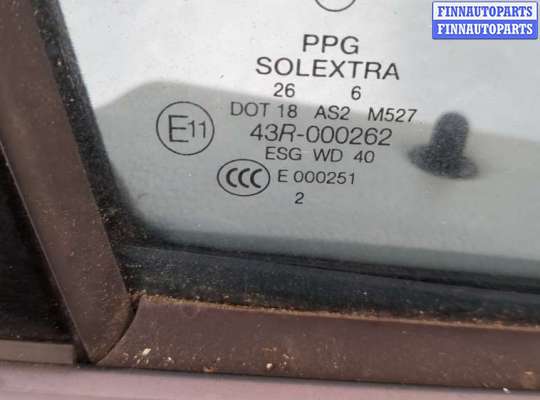 FINNAUTOPARTS
FINNAUTOPARTS
PPG
SOLEXTRA
26 6
DOT 18 AS2 M527
E11 43R-000262
ESG WD 40
CCC E 000251
2